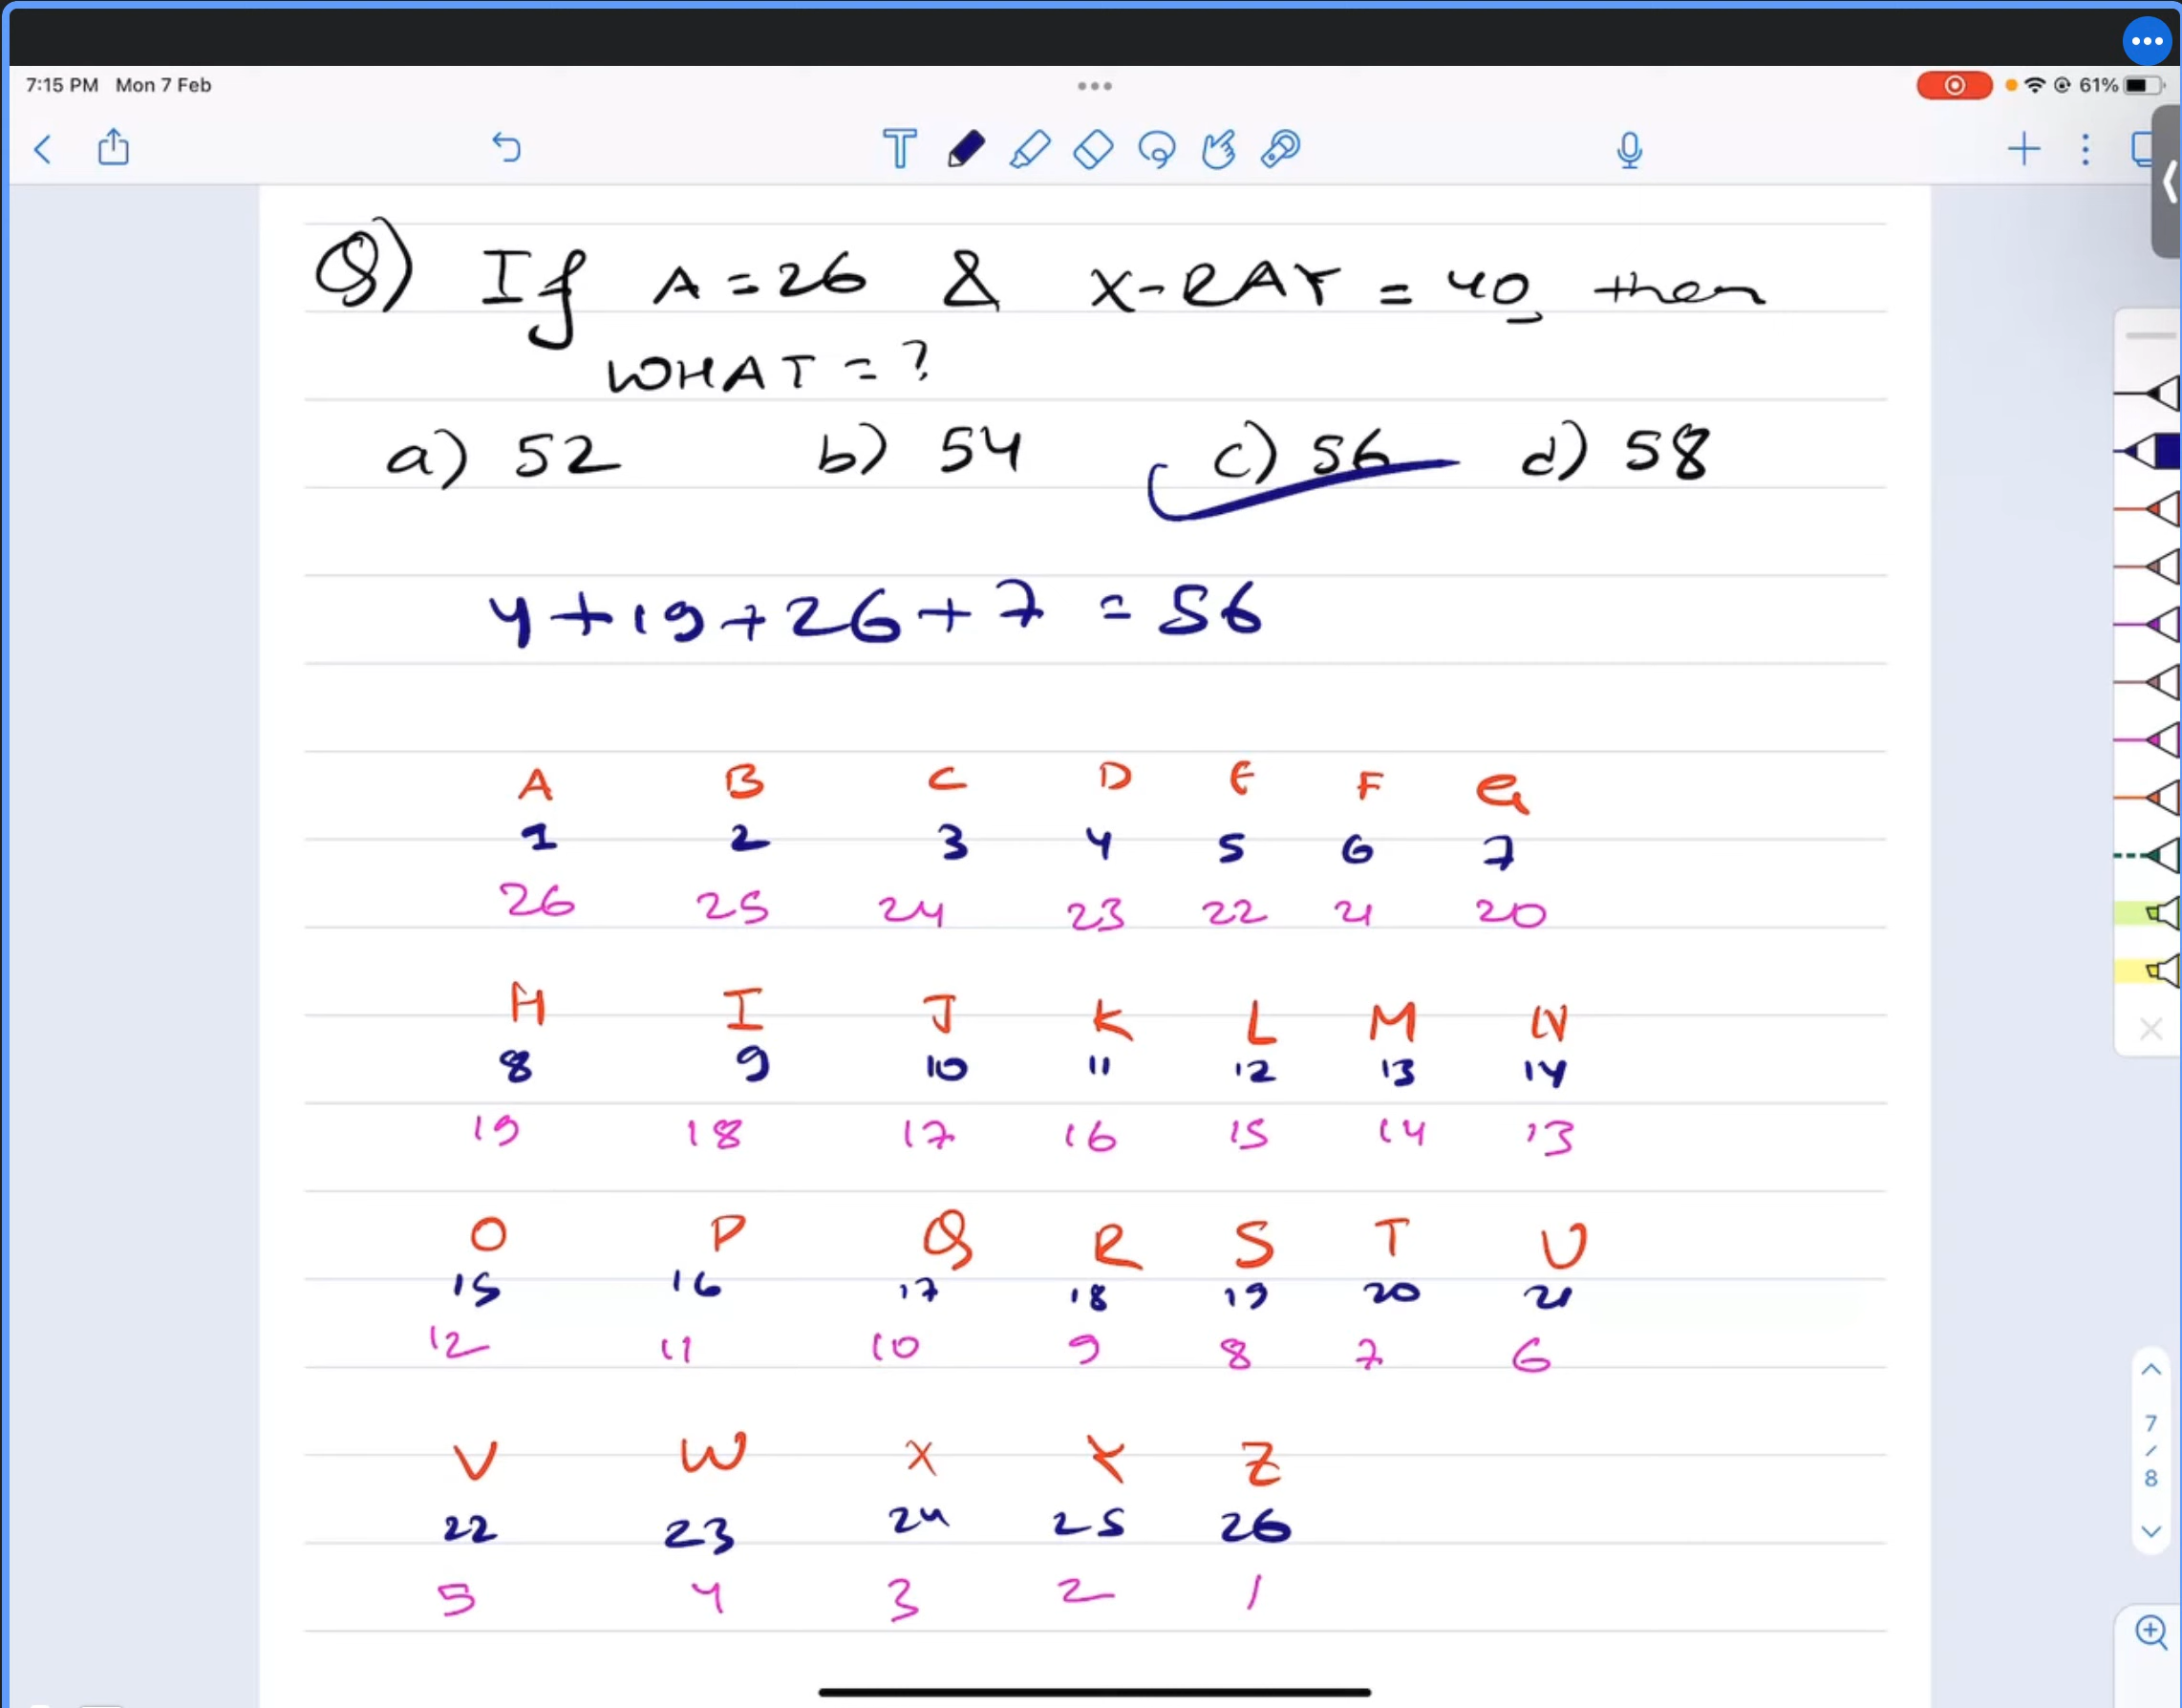 7:15 PM Mon 7 Feb
61%
T
Q) If A = 26 & X-RAY = 40, then
WHAT = ?
a) 52 b) 54 c) 56 d) 58
4 + 19 + 26 + 7 = 56
A B C D E F G
1 2 3 4 5 6 7
26 25 24 23 22 21 20
H I J K L M N
8 9 10 11 12 13 14
19 18 17 16 15 14 13
O P Q R S T U
15 16 17 18 19 20 21
12 11 10 9 8 7 6
V W X Y Z
22 23 24 25 26
5 4 3 2 1
7
/
8